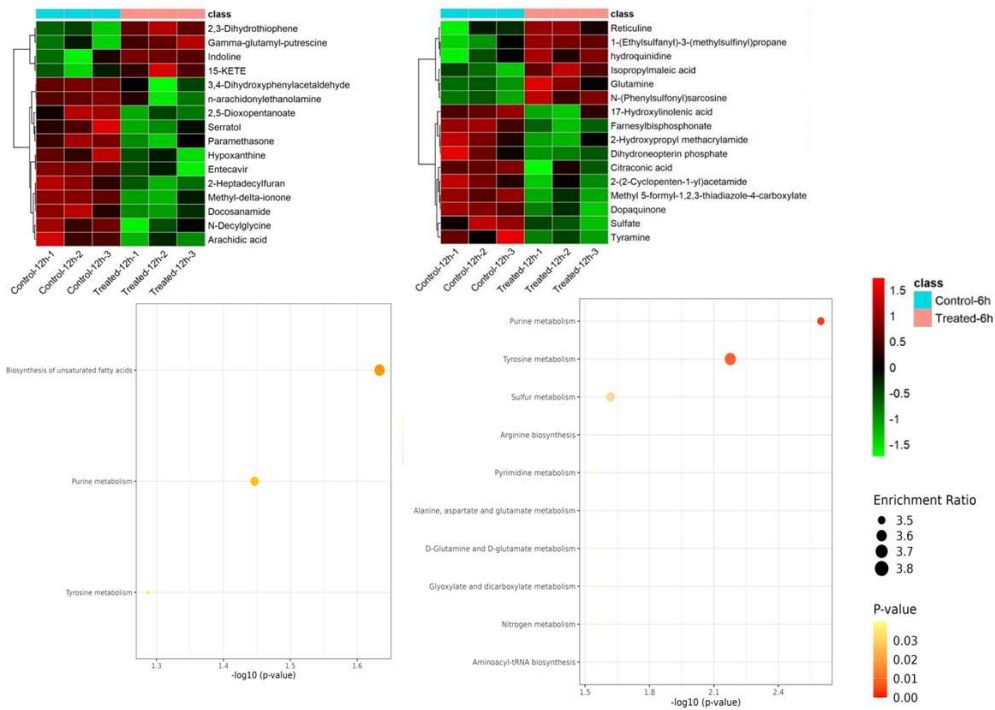 class
2,3-Dihydrothiophene
Gamma-glutamyl-putrescine
Indoline
15-KETE
3,4-Dihydroxyphenylacetaldehyde
n-arachidonylethanolamine
2,5-Dioxopentanoate
Serratol
Paramethasone
Hypoxanthine
Entecavir
2-Heptadecylfuran
Methyl-delta-ionone
Docosanamide
N-Decylglycine
Arachidic acid
Control-12h-1
Control-12h-2
Control-12h-3
Treated-12h-1
Treated-12h-2
Treated-12h-3
class
Reticuline
1-(Ethylsulfanyl)-3-(methylsulfinyl)propane
hydroquinidine
Isopropylmaleic acid
Glutamine
N-(Phenylsulfonyl)sarcosine
17-Hydroxylinolenic acid
Farnesylbisphosphonate
2-Hydroxypropyl methacrylamide
Dihydroneopterin phosphate
Citraconic acid
2-(2-Cyclopenten-1-yl)acetamide
Methyl 5-formyl-1,2,3-thiadiazole-4-carboxylate
Dopaquinone
Sulfate
Tyramine
Control-12h-1
Control-12h-2
Control-12h-3
Treated-12h-1
Treated-12h-2
Treated-12h-3
Biosynthesis of unsaturated fatty acids
Purine metabolism
Tyrosine metabolism
1.3 1.4 1.5 1.6
-log10 (p-value)
Purine metabolism
Tyrosine metabolism
Sulfur metabolism
Arginine biosynthesis
Pyrimidine metabolism
Alanine, aspartate and glutamate metabolism
D-Glutamine and D-glutamate metabolism
Glyoxylate and dicarboxylate metabolism
Nitrogen metabolism
Aminoacyl-tRNA biosynthesis
1.5 1.8 2.1 2.4
-log10 (p-value)
1.5
1
0.5
0
-0.5
-1
-1.5
class
Control-6h
Treated-6h
Enrichment Ratio
3.5
3.6
3.7
3.8
P-value
0.03
0.02
0.01
0.00